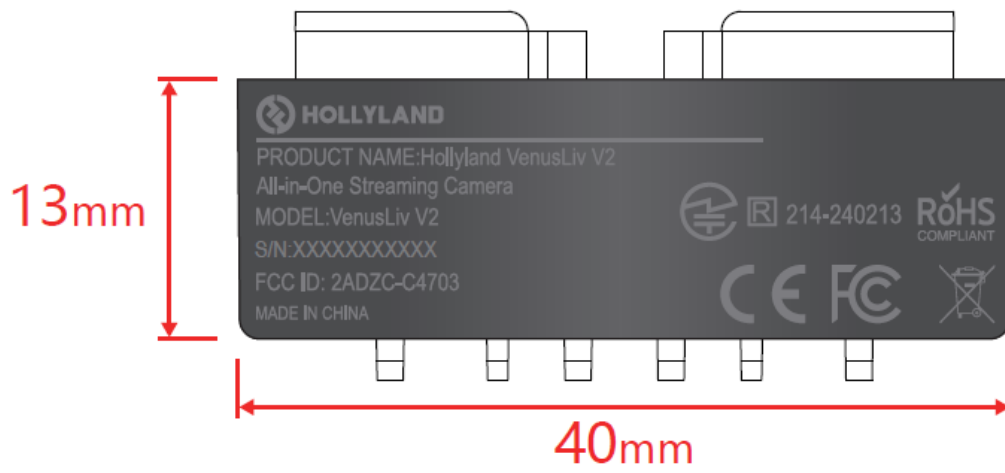 HOLLYLAND
PRODUCT NAME:Hollyland VenusLiv V2
All-in-One Streaming Camera
MODEL:VenusLiv V2
S/N:XXXXXXXXXXX
FCC ID: 2ADZC-C4703
MADE IN CHINA
R 214-240213
RoHS
COMPLIANT
CE FC
13mm
40mm